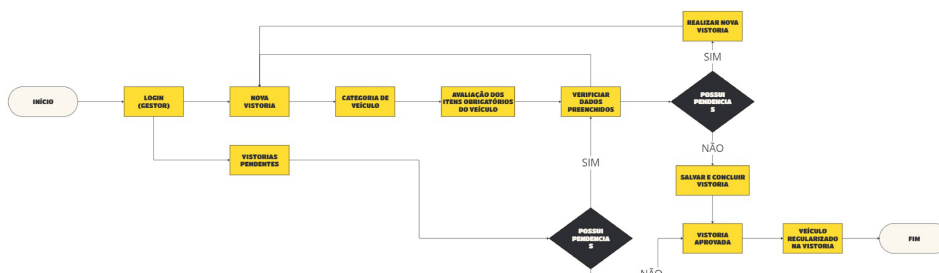 REALIZAR NOVA
VISTORIA
SIM
INÍCIO
LOGIN
(GESTOR)
NOVA
VISTORIA
CATEGORIA DE
VEÍCULO
AVALIAÇÃO DOS
ITENS OBRIGATÓRIOS
DO VEÍCULO
VERIFICIAR
DADOS
PREENCHIDOS
POSSUI
PENDENCIA
S
NÃO
VISTORIAS
PENDENTES
SIM
SALVAR E CONCLUIR
VISTORIA
POSSUI
PENDENCIA
S
VISTORIA
APROVADA
VEÍCULO
REGULARIZADO
NA VISTORIA
FIM
NÃO